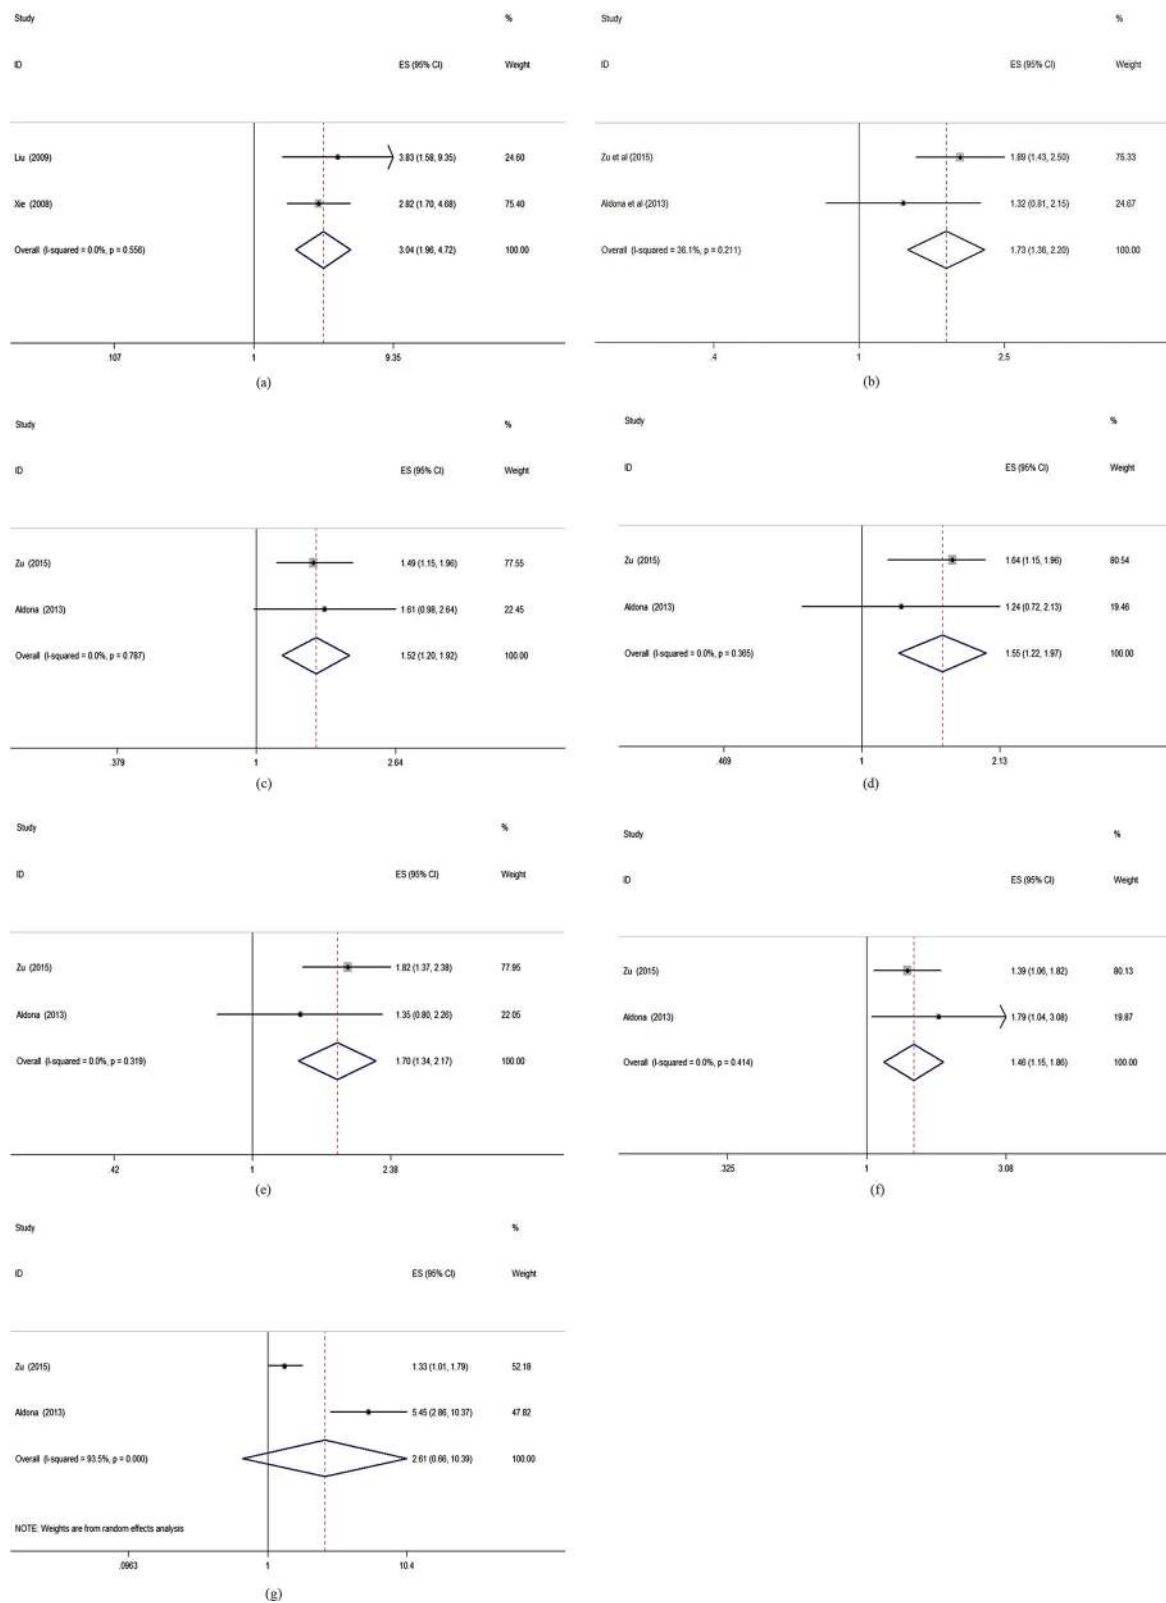 Study %
ID ES (95% CI) Weight
Liu (2009) 3.83 (1.58, 9.35) 24.60
Xie (2008) 2.82 (1.70, 4.68) 75.40
Overall (I-squared = 0.0%, p = 0.556) 3.04 (1.96, 4.72) 100.00
.107 1 9.35
(a)
Study %
ID ES (95% CI) Weight
Zu et al (2015) 1.89 (1.43, 2.50) 75.33
Aldona et al (2013) 1.32 (0.81, 2.15) 24.67
Overall (I-squared = 36.1%, p = 0.211) 1.73 (1.36, 2.20) 100.00
.4 1 2.5
(b)
Study %
ID ES (95% CI) Weight
Zu (2015) 1.49 (1.15, 1.96) 77.55
Aldona (2013) 1.61 (0.98, 2.64) 22.45
Overall (I-squared = 0.0%, p = 0.787) 1.52 (1.20, 1.92) 100.00
.379 1 2.64
(c)
Study %
ID ES (95% CI) Weight
Zu (2015) 1.64 (1.15, 1.96) 80.54
Aldona (2013) 1.24 (0.72, 2.13) 19.46
Overall (I-squared = 0.0%, p = 0.365) 1.55 (1.22, 1.97) 100.00
.469 1 2.13
(d)
Study %
ID ES (95% CI) Weight
Zu (2015) 1.82 (1.37, 2.38) 77.95
Aldona (2013) 1.35 (0.80, 2.26) 22.05
Overall (I-squared = 0.0%, p = 0.319) 1.70 (1.34, 2.17) 100.00
.42 1 2.38
(e)
Study %
ID ES (95% CI) Weight
Zu (2015) 1.39 (1.06, 1.82) 80.13
Aldona (2013) 1.79 (1.04, 3.08) 19.87
Overall (I-squared = 0.0%, p = 0.414) 1.46 (1.15, 1.86) 100.00
.325 1 3.08
(f)
Study %
ID ES (95% CI) Weight
Zu (2015) 1.33 (1.01, 1.79) 52.18
Aldona (2013) 5.45 (2.86, 10.37) 47.82
Overall (I-squared = 93.5%, p = 0.000) 2.61 (0.66, 10.39) 100.00
NOTE: Weights are from random effects analysis
.0963 1 10.4
(g)